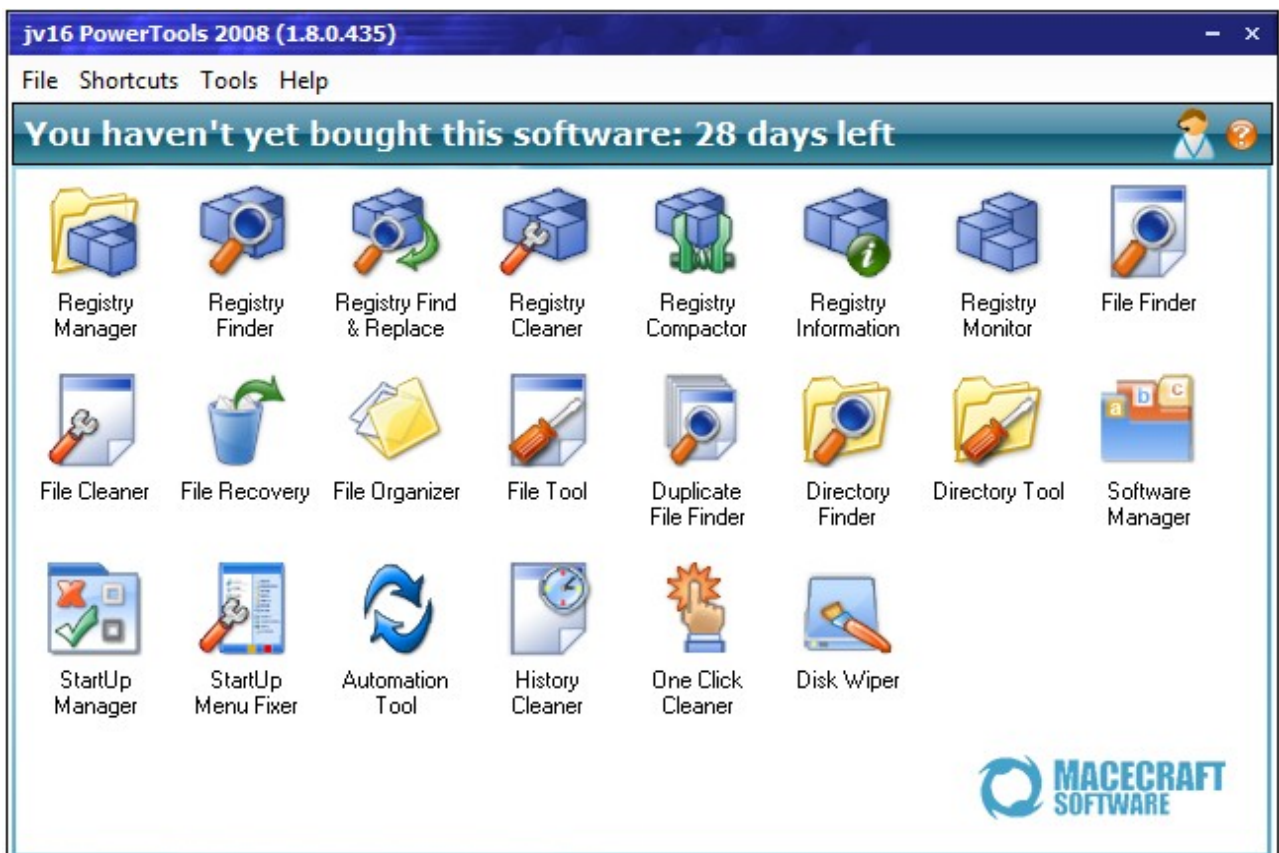 jv16 PowerTools 2008 (1.8.0.435)
File Shortcuts Tools Help
You haven't yet bought this software: 28 days left
Registry
Manager
Registry
Finder
Registry Find
& Replace
Registry
Cleaner
Registry
Compactor
Registry
Information
Registry
Monitor
File Finder
File Cleaner
File Recovery
File Organizer
File Tool
Duplicate
File Finder
Directory
Finder
Directory Tool
a b c
Software
Manager
StartUp
Manager
StartUp
Menu Fixer
Automation
Tool
History
Cleaner
One Click
Cleaner
Disk Wiper
MACECRAFT
SOFTWARE